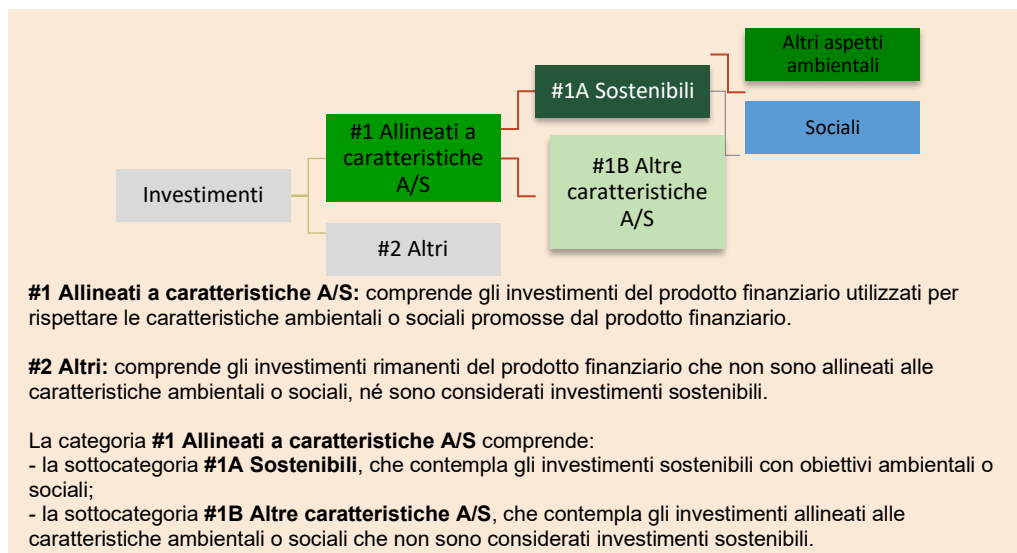 Altri aspetti
ambientali
#1A Sostenibili
Sociali
#1 Allineati a
caratteristiche
A/S
#1B Altre
caratteristiche
A/S
Investimenti
#2 Altri
#1 Allineati a caratteristiche A/S: comprende gli investimenti del prodotto finanziario utilizzati per
rispettare le caratteristiche ambientali o sociali promosse dal prodotto finanziario.
#2 Altri: comprende gli investimenti rimanenti del prodotto finanziario che non sono allineati alle
caratteristiche ambientali o sociali, né sono considerati investimenti sostenibili.
La categoria #1 Allineati a caratteristiche A/S comprende:
- la sottocategoria #1A Sostenibili, che contempla gli investimenti sostenibili con obiettivi ambientali o
sociali;
- la sottocategoria #1B Altre caratteristiche A/S, che contempla gli investimenti allineati alle
caratteristiche ambientali o sociali che non sono considerati investimenti sostenibili.